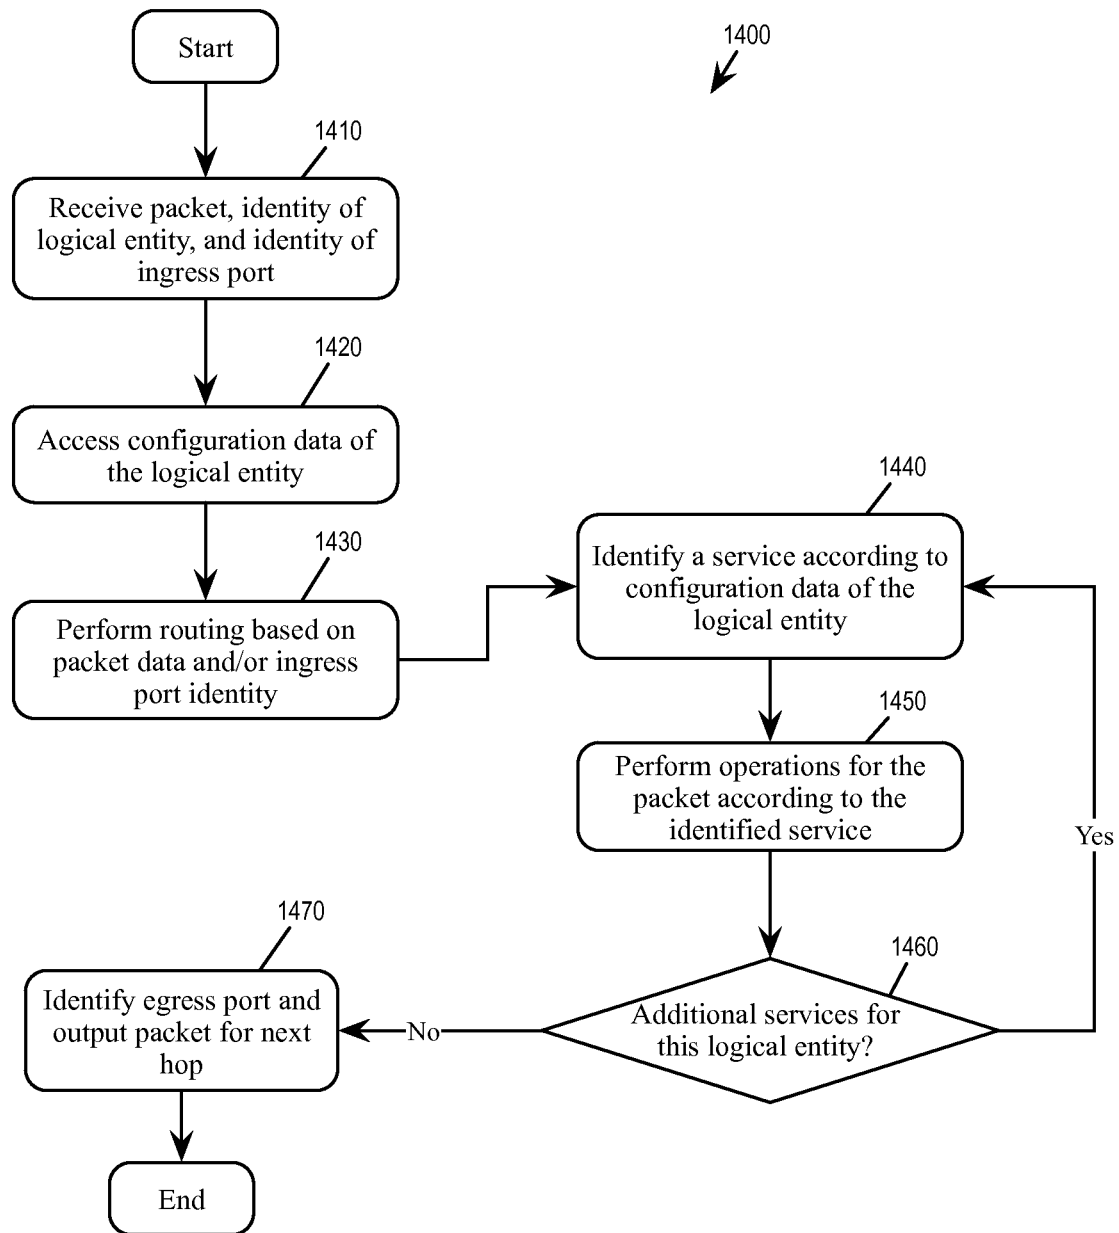 Start
1400
1410
Receive packet, identity of
logical entity, and identity of
ingress port
1420
Access configuration data of
the logical entity
1430
Perform routing based on
packet data and/or ingress
port identity
1440
Identify a service according to
configuration data of the
logical entity
1450
Perform operations for the
packet according to the
identified service
Yes
1460
Additional services for
this logical entity?
No
1470
Identify egress port and
output packet for next
hop
End